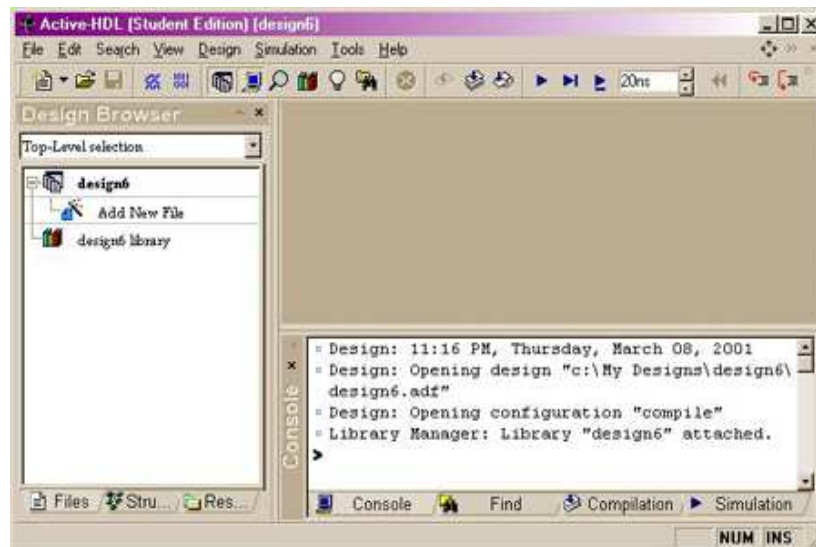 Active-HDL (Student Edition) (design6)
File Edit Search View Design Simulation Tools Help
20ns
Design Browser
Top-Level selection
design6
Add New File
design6 library
Design: 11:16 PM, Thursday, March 08, 2001
Design: Opening design "c:\My Designs\design6\
design6.adf"
Design: Opening configuration "compile"
Library Manager: Library "design6" attached.
>
Console
Files Stru... Res...
Console Find Compilation Simulation
NUM INS